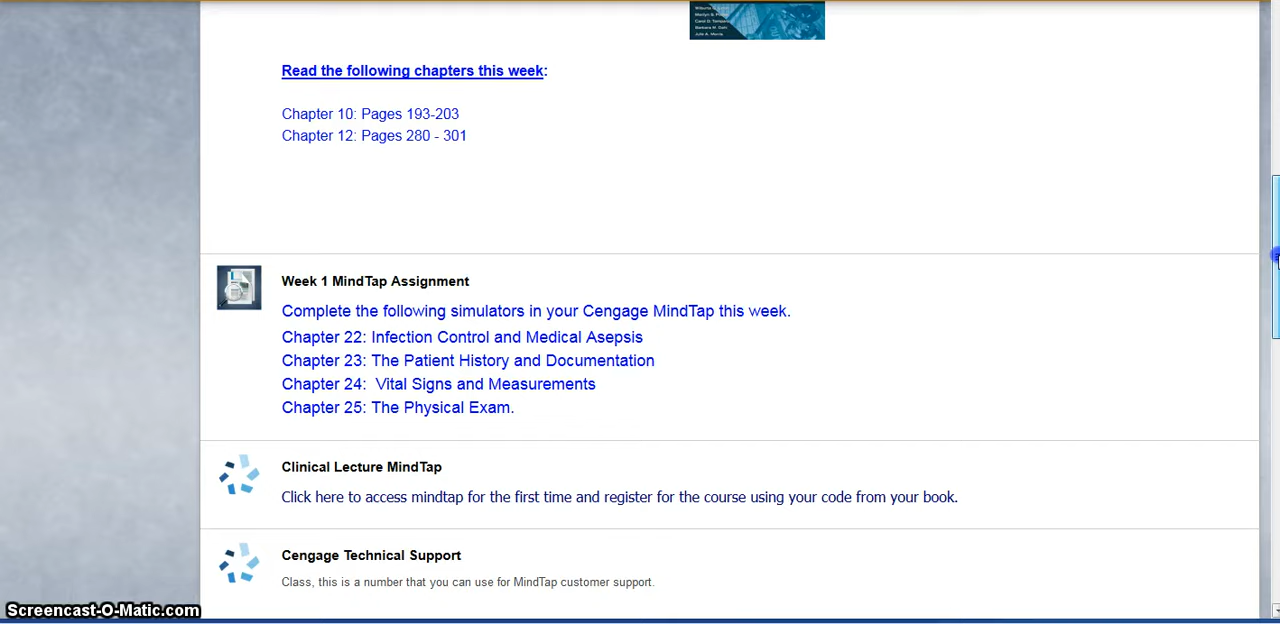 Read the following chapters this week:
Chapter 10: Pages 193-203
Chapter 12: Pages 280 - 301
Week 1 MindTap Assignment
Complete the following simulators in your Cengage MindTap this week.
Chapter 22: Infection Control and Medical Asepsis
Chapter 23: The Patient History and Documentation
Chapter 24:  Vital Signs and Measurements
Chapter 25: The Physical Exam.
Clinical Lecture MindTap
Click here to access mindtap for the first time and register for the course using your code from your book.
Cengage Technical Support
Class, this is a number that you can use for MindTap customer support.
Screencast-O-Matic.com